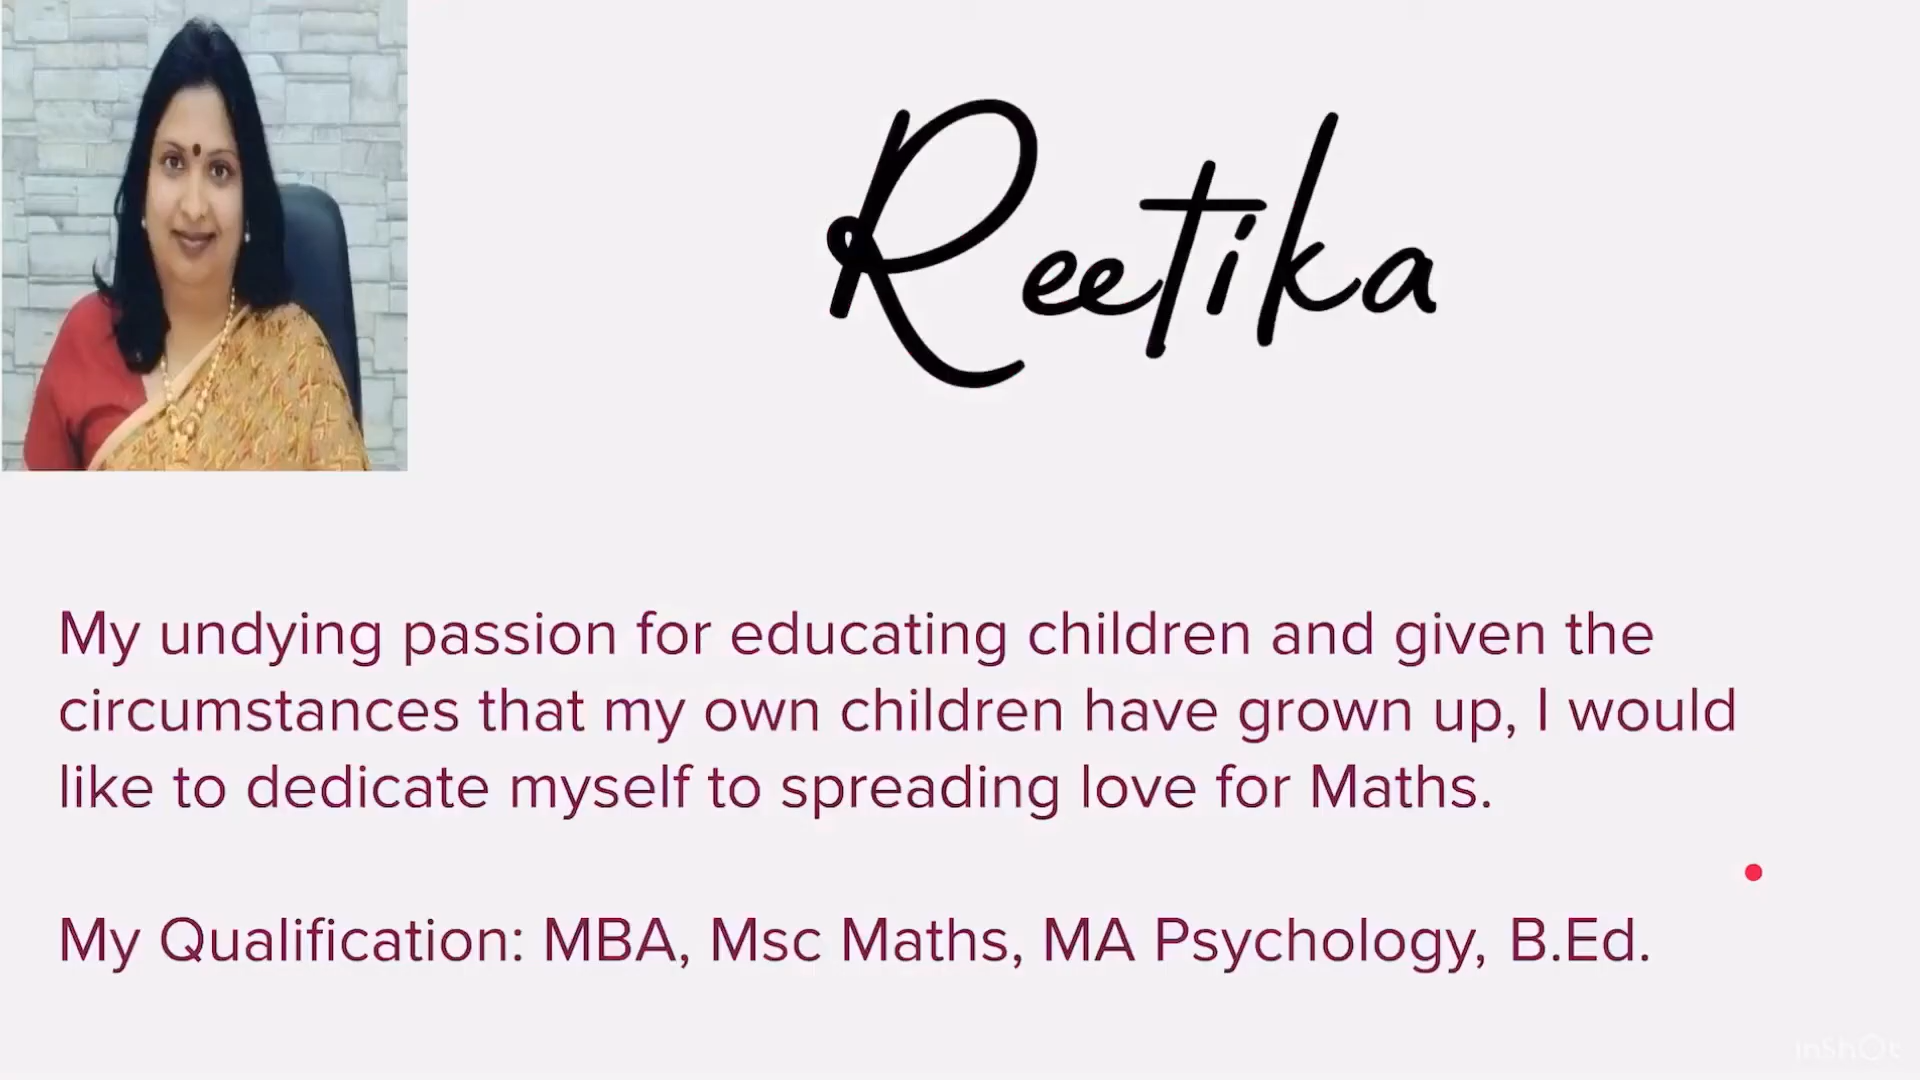 Reetika
My undying passion for educating children and given the
circumstances that my own children have grown up, I would
like to dedicate myself to spreading love for Maths.
My Qualification: MBA, Msc Maths, MA Psychology, B.Ed.
InShOt